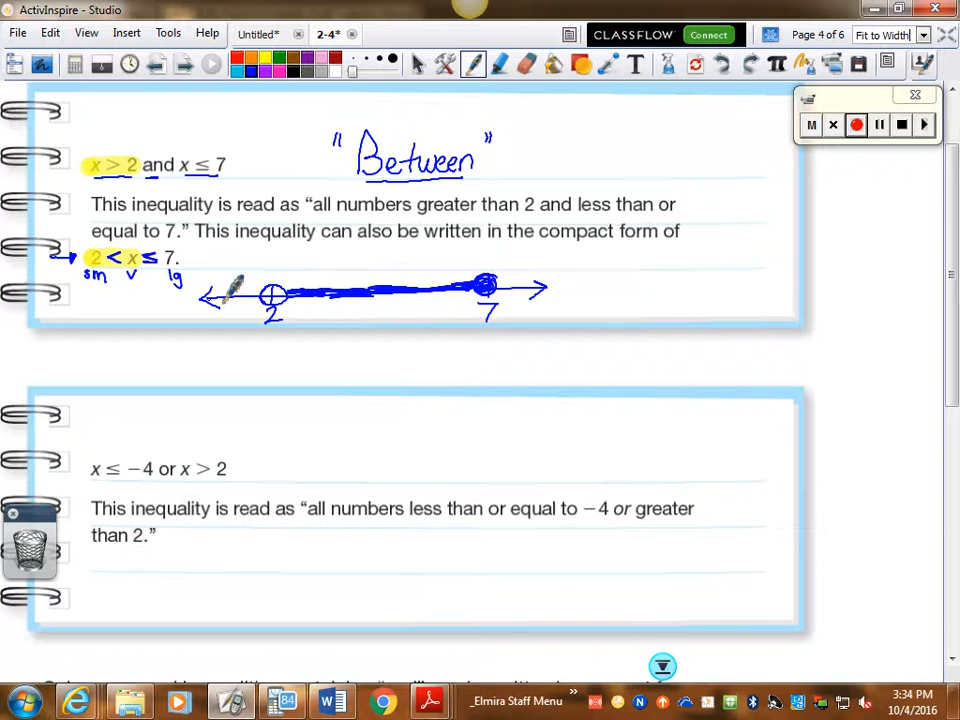 ActivInspire - Studio
File Edit View Insert Tools Help Untitled* 2-4* CLASSFLOW Connect Page 4 of 6 Fit to Width
T π
M
x > 2 and x ≤ 7
"Between"
This inequality is read as “all numbers greater than 2 and less than or
equal to 7.” This inequality can also be written in the compact form of
2 < x ≤ 7.
sm v lg
2 7
x ≤ −4 or x > 2
This inequality is read as “all numbers less than or equal to −4 or greater
than 2.”
84 _Elmira Staff Menu » 3:34 PM
10/4/2016